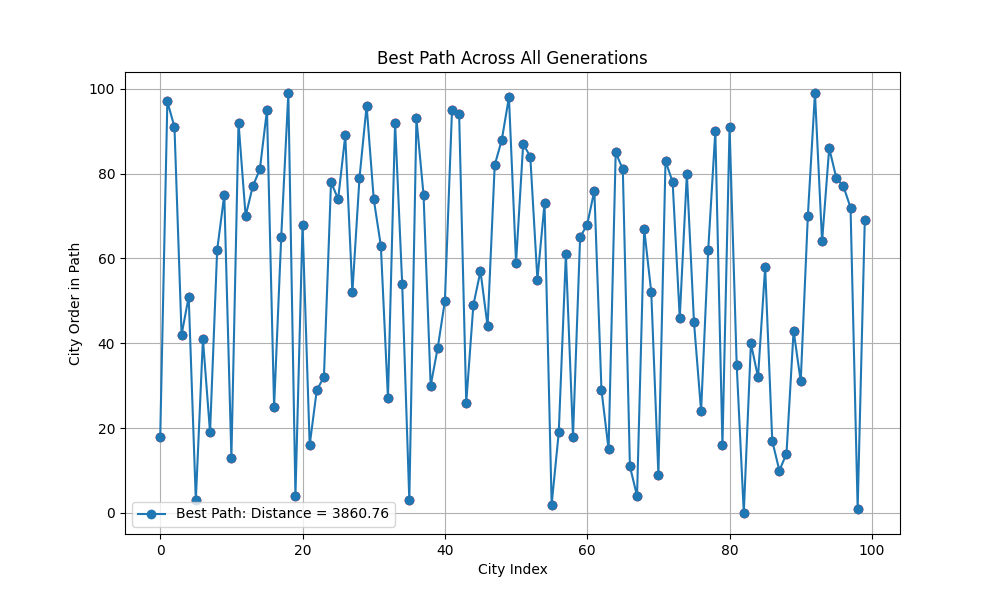 Best Path Across All Generations
City Order in Path
100
80
60
40
20
0
Best Path: Distance = 3860.76
0 20 40 60 80 100
City Index